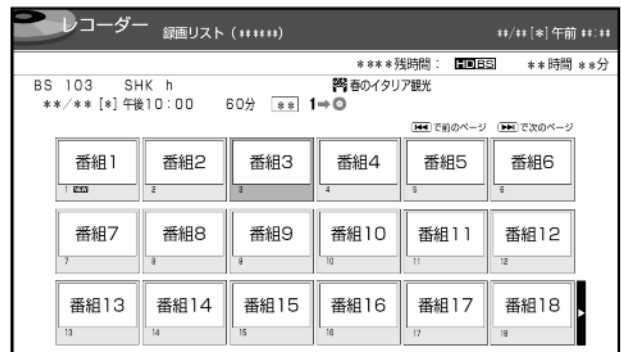 レコーダー 録画リスト (******) **/** [*] 午前 **:**
****残時間： HDBS **時間 **分
BS 103 SHK h 春のイタリア観光
**/** [*] 午後10:00 60分 ** 1➡
で前のページ で次のページ
番組1 番組2 番組3 番組4 番組5 番組6
1 NEW 2 3 4 5 6
番組7 番組8 番組9 番組10 番組11 番組12
7 8 9 10 11 12
番組13 番組14 番組15 番組16 番組17 番組18
13 14 15 16 17 18